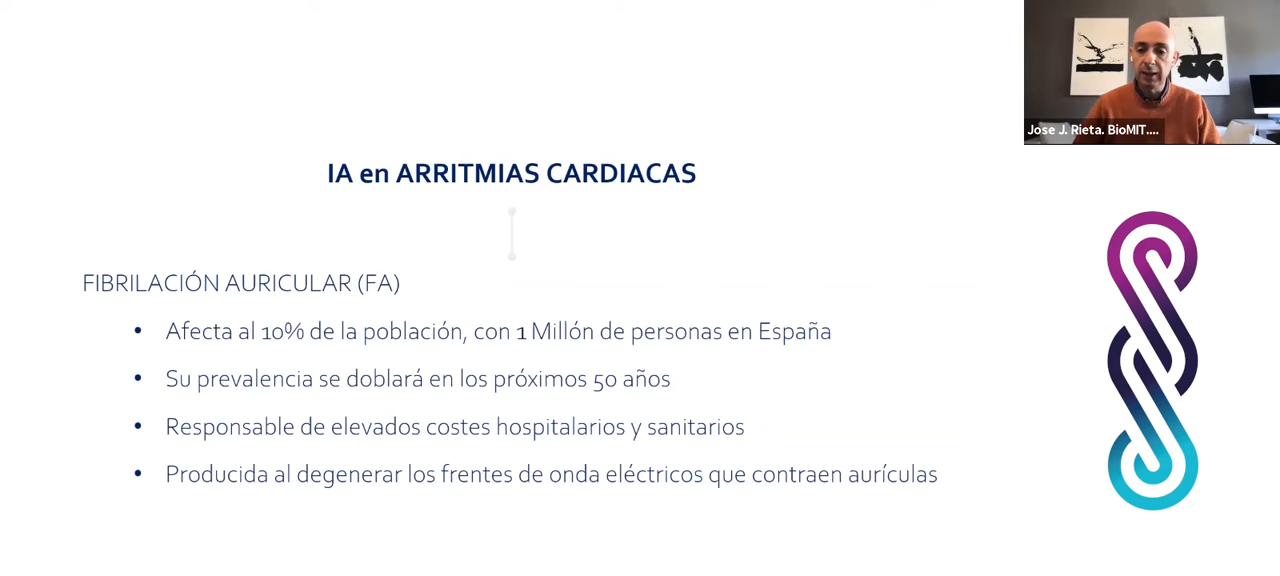 Jose J. Rieta. BioMIT....
IA en ARRITMIAS CARDIACAS
FIBRILACIÓN AURICULAR (FA)
• Afecta al 10% de la población, con 1 Millón de personas en España
• Su prevalencia se doblará en los próximos 50 años
• Responsable de elevados costes hospitalarios y sanitarios
• Producida al degenerar los frentes de onda eléctricos que contraen aurículas